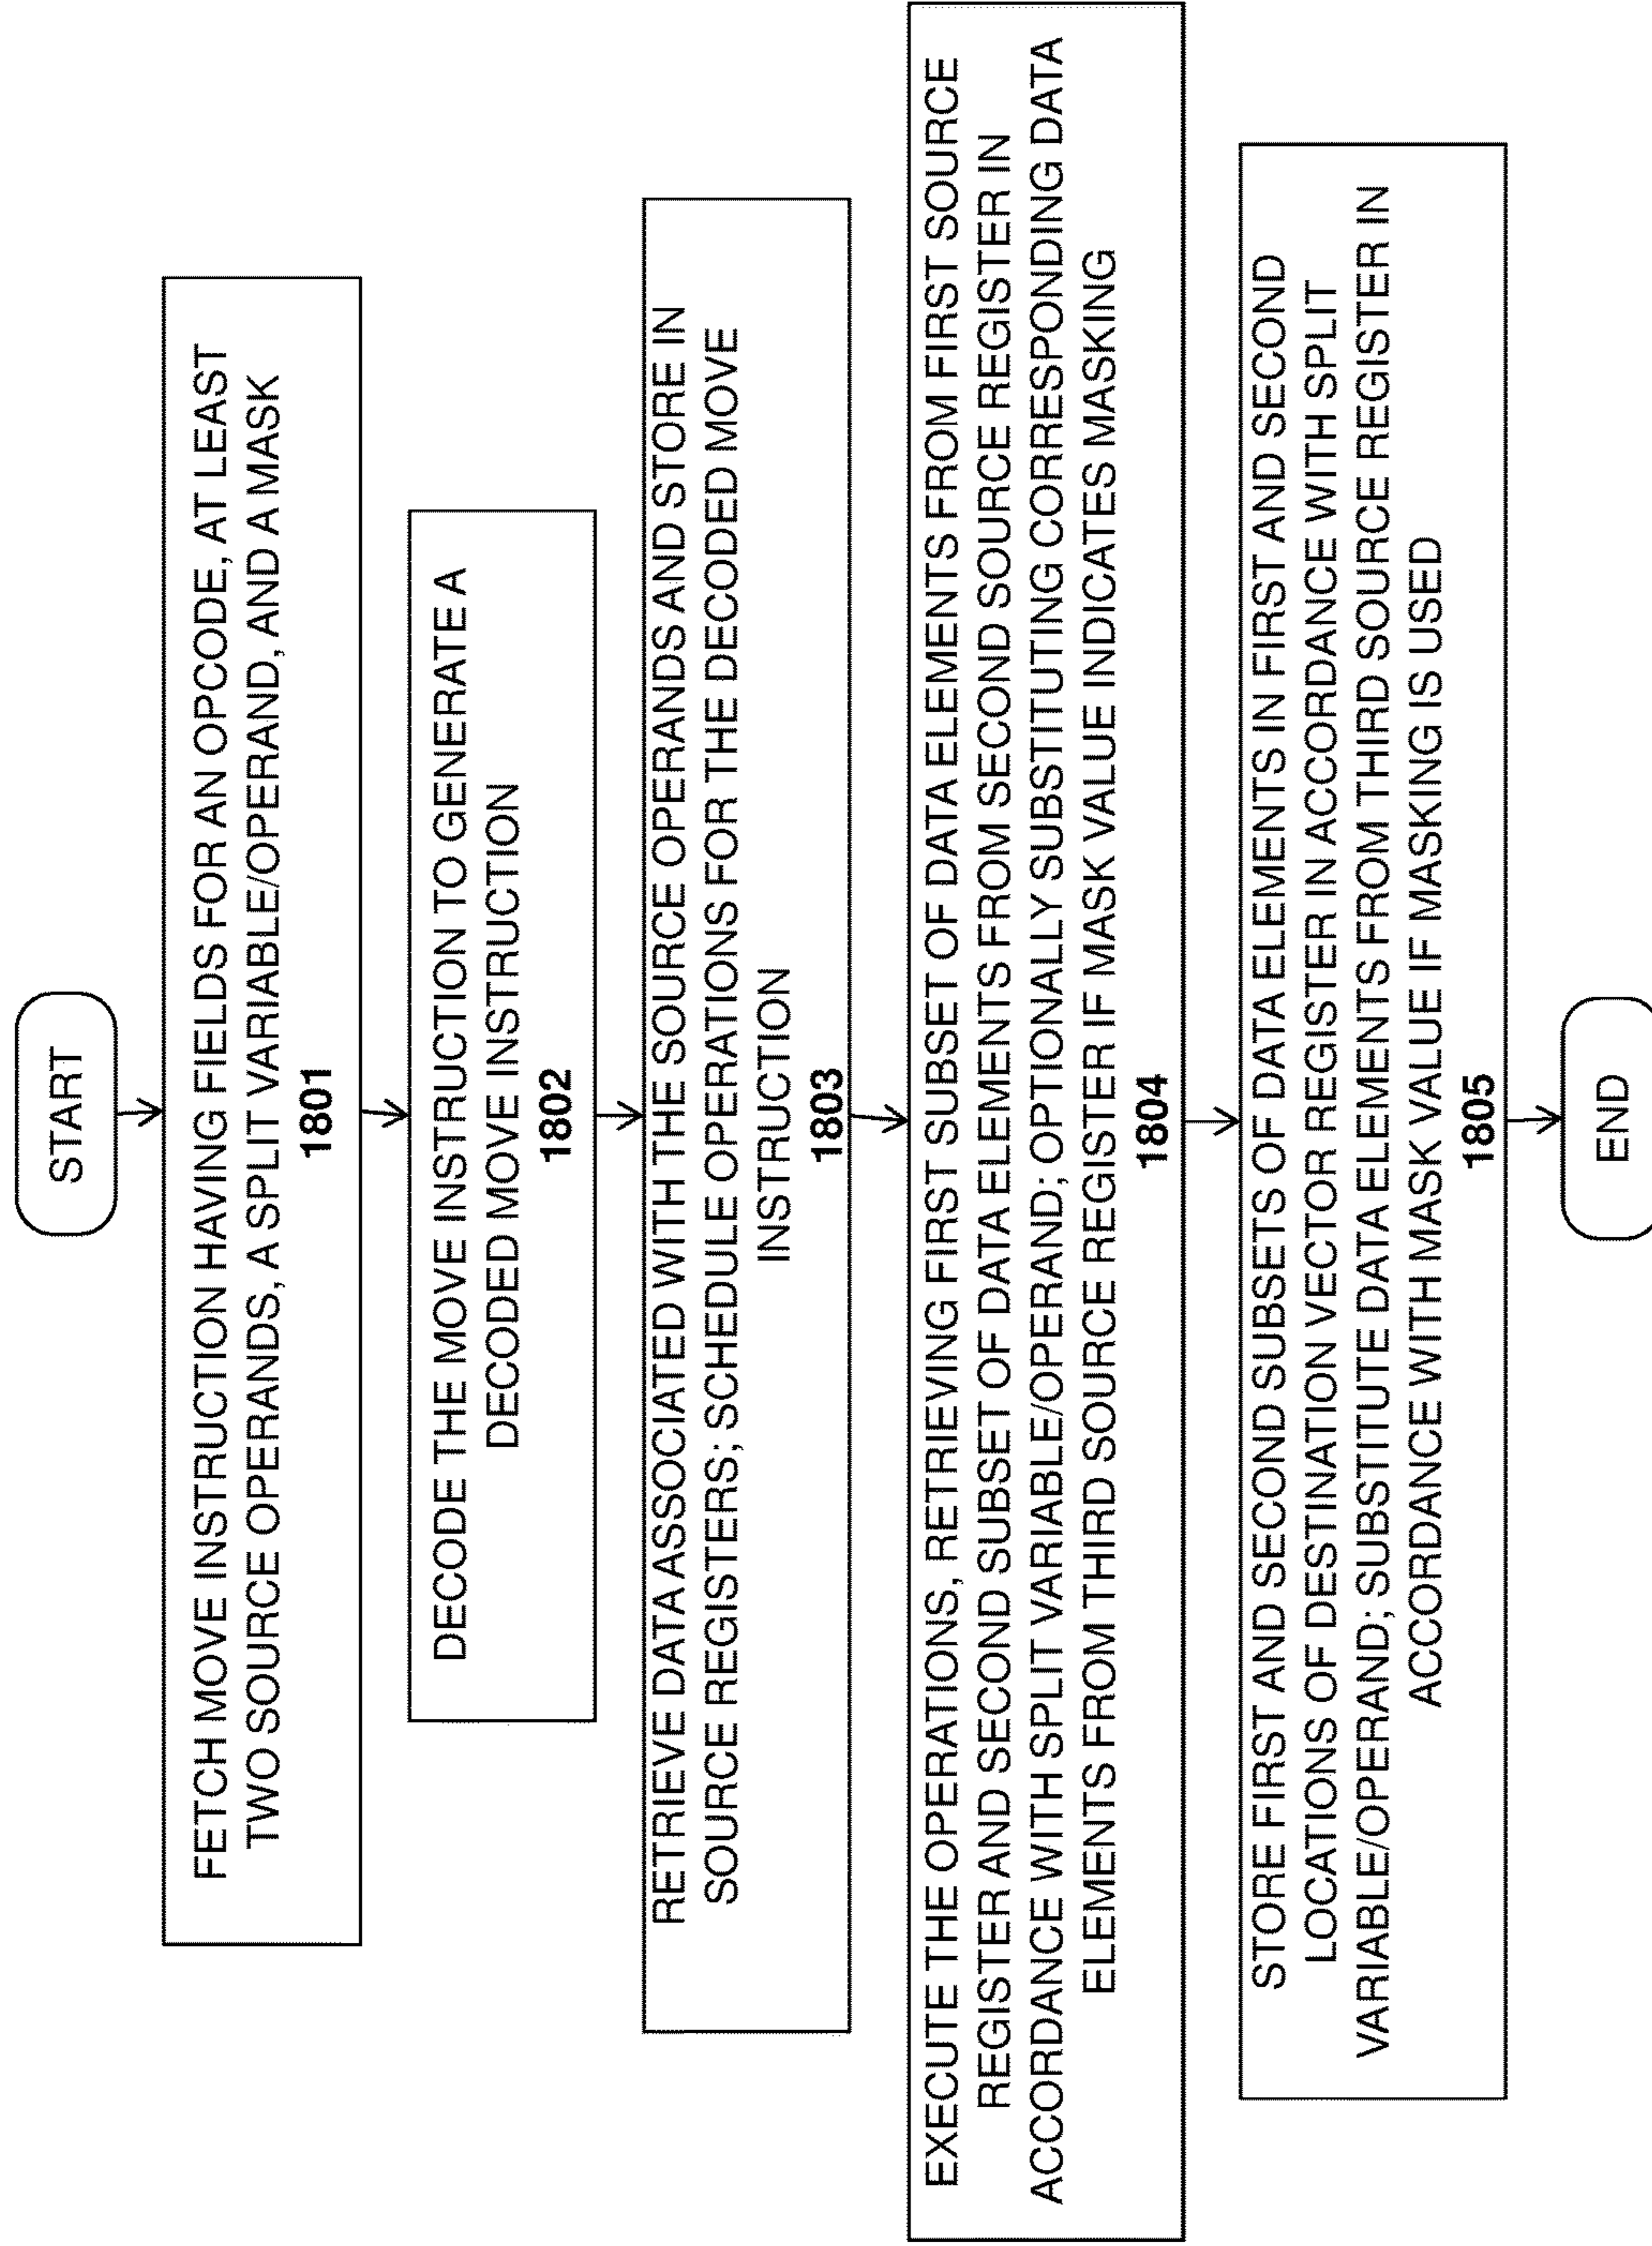 START
FETCH MOVE INSTRUCTION HAVING FIELDS FOR AN OPCODE, AT LEAST
TWO SOURCE OPERANDS, A SPLIT VARIABLE/OPERAND, AND A MASK
1801
DECODE THE MOVE INSTRUCTION TO GENERATE A
DECODED MOVE INSTRUCTION
1802
RETRIEVE DATA ASSOCIATED WITH THE SOURCE OPERANDS AND STORE IN
SOURCE REGISTERS; SCHEDULE OPERATIONS FOR THE DECODED MOVE
INSTRUCTION
1803
EXECUTE THE OPERATIONS, RETRIEVING FIRST SUBSET OF DATA ELEMENTS FROM FIRST SOURCE
REGISTER AND SECOND SUBSET OF DATA ELEMENTS FROM SECOND SOURCE REGISTER IN
ACCORDANCE WITH SPLIT VARIABLE/OPERAND; OPTIONALLY SUBSTITUTING CORRESPONDING DATA
ELEMENTS FROM THIRD SOURCE REGISTER IF MASK VALUE INDICATES MASKING
1804
STORE FIRST AND SECOND SUBSETS OF DATA ELEMENTS IN FIRST AND SECOND
LOCATIONS OF DESTINATION VECTOR REGISTER IN ACCORDANCE WITH SPLIT
VARIABLE/OPERAND; SUBSTITUTE DATA ELEMENTS FROM THIRD SOURCE REGISTER IN
ACCORDANCE WITH MASK VALUE IF MASKING IS USED
1805
END